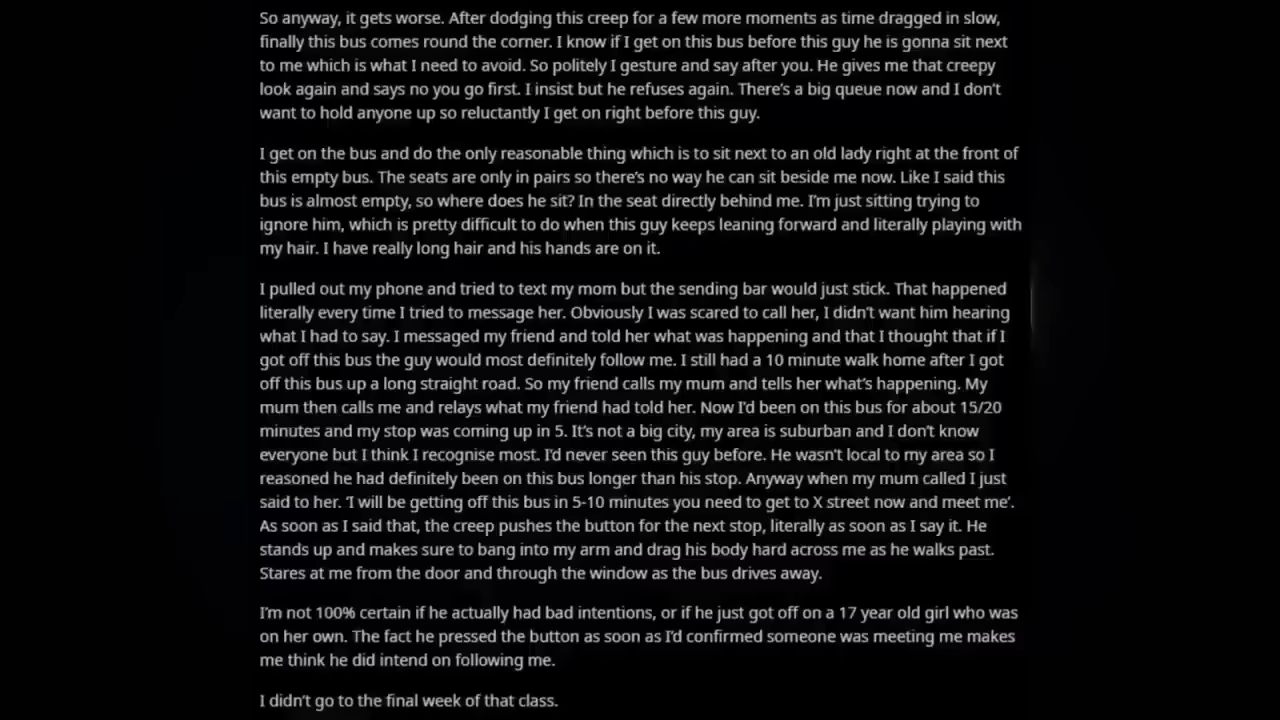 So anyway, it gets worse. After dodging this creep for a few more moments as time dragged in slow,
finally this bus comes round the corner. I know if I get on this bus before this guy he is gonna sit next
to me which is what I need to avoid. So politely I gesture and say after you. He gives me that creepy
look again and says no you go first. I insist but he refuses again. There's a big queue now and I don't
want to hold anyone up so reluctantly I get on right before this guy.
I get on the bus and do the only reasonable thing which is to sit next to an old lady right at the front of
this empty bus. The seats are only in pairs so there's no way he can sit beside me now. Like I said this
bus is almost empty, so where does he sit? In the seat directly behind me. I'm just sitting trying to
ignore him, which is pretty difficult to do when this guy keeps leaning forward and literally playing with
my hair. I have really long hair and his hands are on it.
I pulled out my phone and tried to text my mom but the sending bar would just stick. That happened
literally every time I tried to message her. Obviously I was scared to call her, I didn't want him hearing
what I had to say. I messaged my friend and told her what was happening and that I thought that if I
got off this bus the guy would most definitely follow me. I still had a 10 minute walk home after I got
off this bus up a long straight road. So my friend calls my mum and tells her what's happening. My
mum then calls me and relays what my friend had told her. Now I'd been on this bus for about 15/20
minutes and my stop was coming up in 5. It's not a big city, my area is suburban and I don't know
everyone but I think I recognise most. I'd never seen this guy before. He wasn't local to my area so I
reasoned he had definitely been on this bus longer than his stop. Anyway when my mum called I just
said to her. 'I will be getting off this bus in 5-10 minutes you need to get to X street now and meet me'.
As soon as I said that, the creep pushes the button for the next stop, literally as soon as I say it. He
stands up and makes sure to bang into my arm and drag his body hard across me as he walks past.
Stares at me from the door and through the window as the bus drives away.
I'm not 100% certain if he actually had bad intentions, or if he just got off on a 17 year old girl who was
on her own. The fact he pressed the button as soon as I'd confirmed someone was meeting me makes
me think he did intend on following me.
I didn't go to the final week of that class.